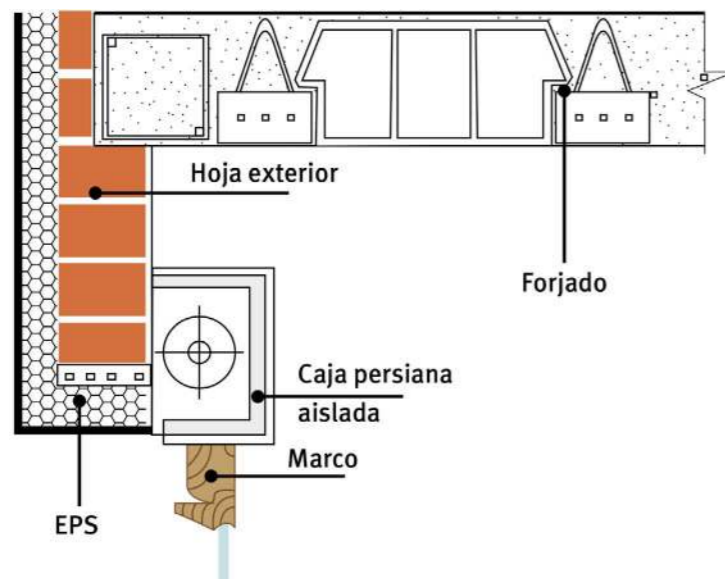 Hoja exterior
Forjado
Caja persiana
aislada
Marco
EPS